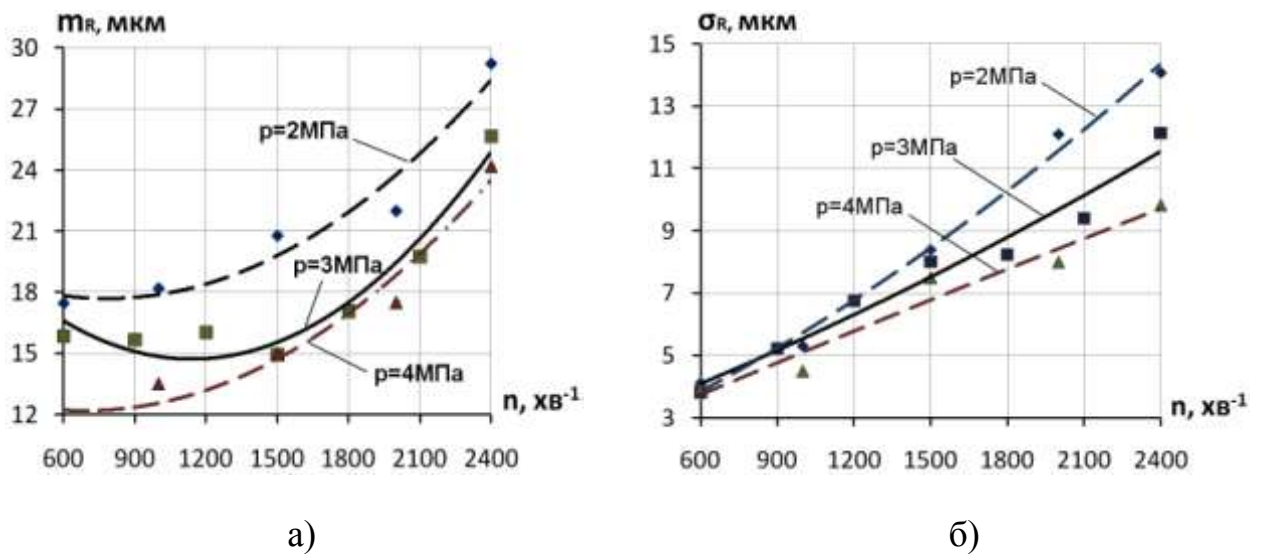 mR, мкм
30
27
24
21
18
15
12
p=2МПа
p=3МПа
p=4МПа
n, хв-1
600 900 1200 1500 1800 2100 2400
а)
σR, мкм
15
13
11
9
7
5
3
p=2МПа
p=3МПа
p=4МПа
n, хв-1
600 900 1200 1500 1800 2100 2400
б)